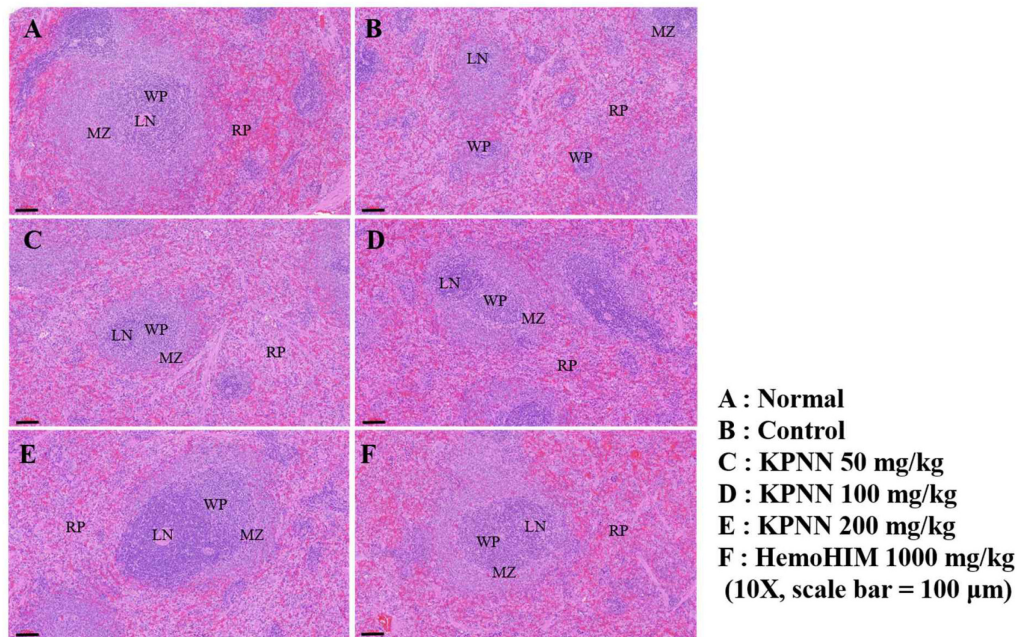 A
WP
LN
MZ
RP
B
MZ
LN
RP
WP
WP
C
LN
WP
MZ
RP
D
LN
WP
MZ
RP
E
WP
RP
LN
MZ
F
LN
WP
RP
MZ
A : Normal
B : Control
C : KPNN 50 mg/kg
D : KPNN 100 mg/kg
E : KPNN 200 mg/kg
F : HemoHIM 1000 mg/kg
(10X, scale bar = 100 µm)